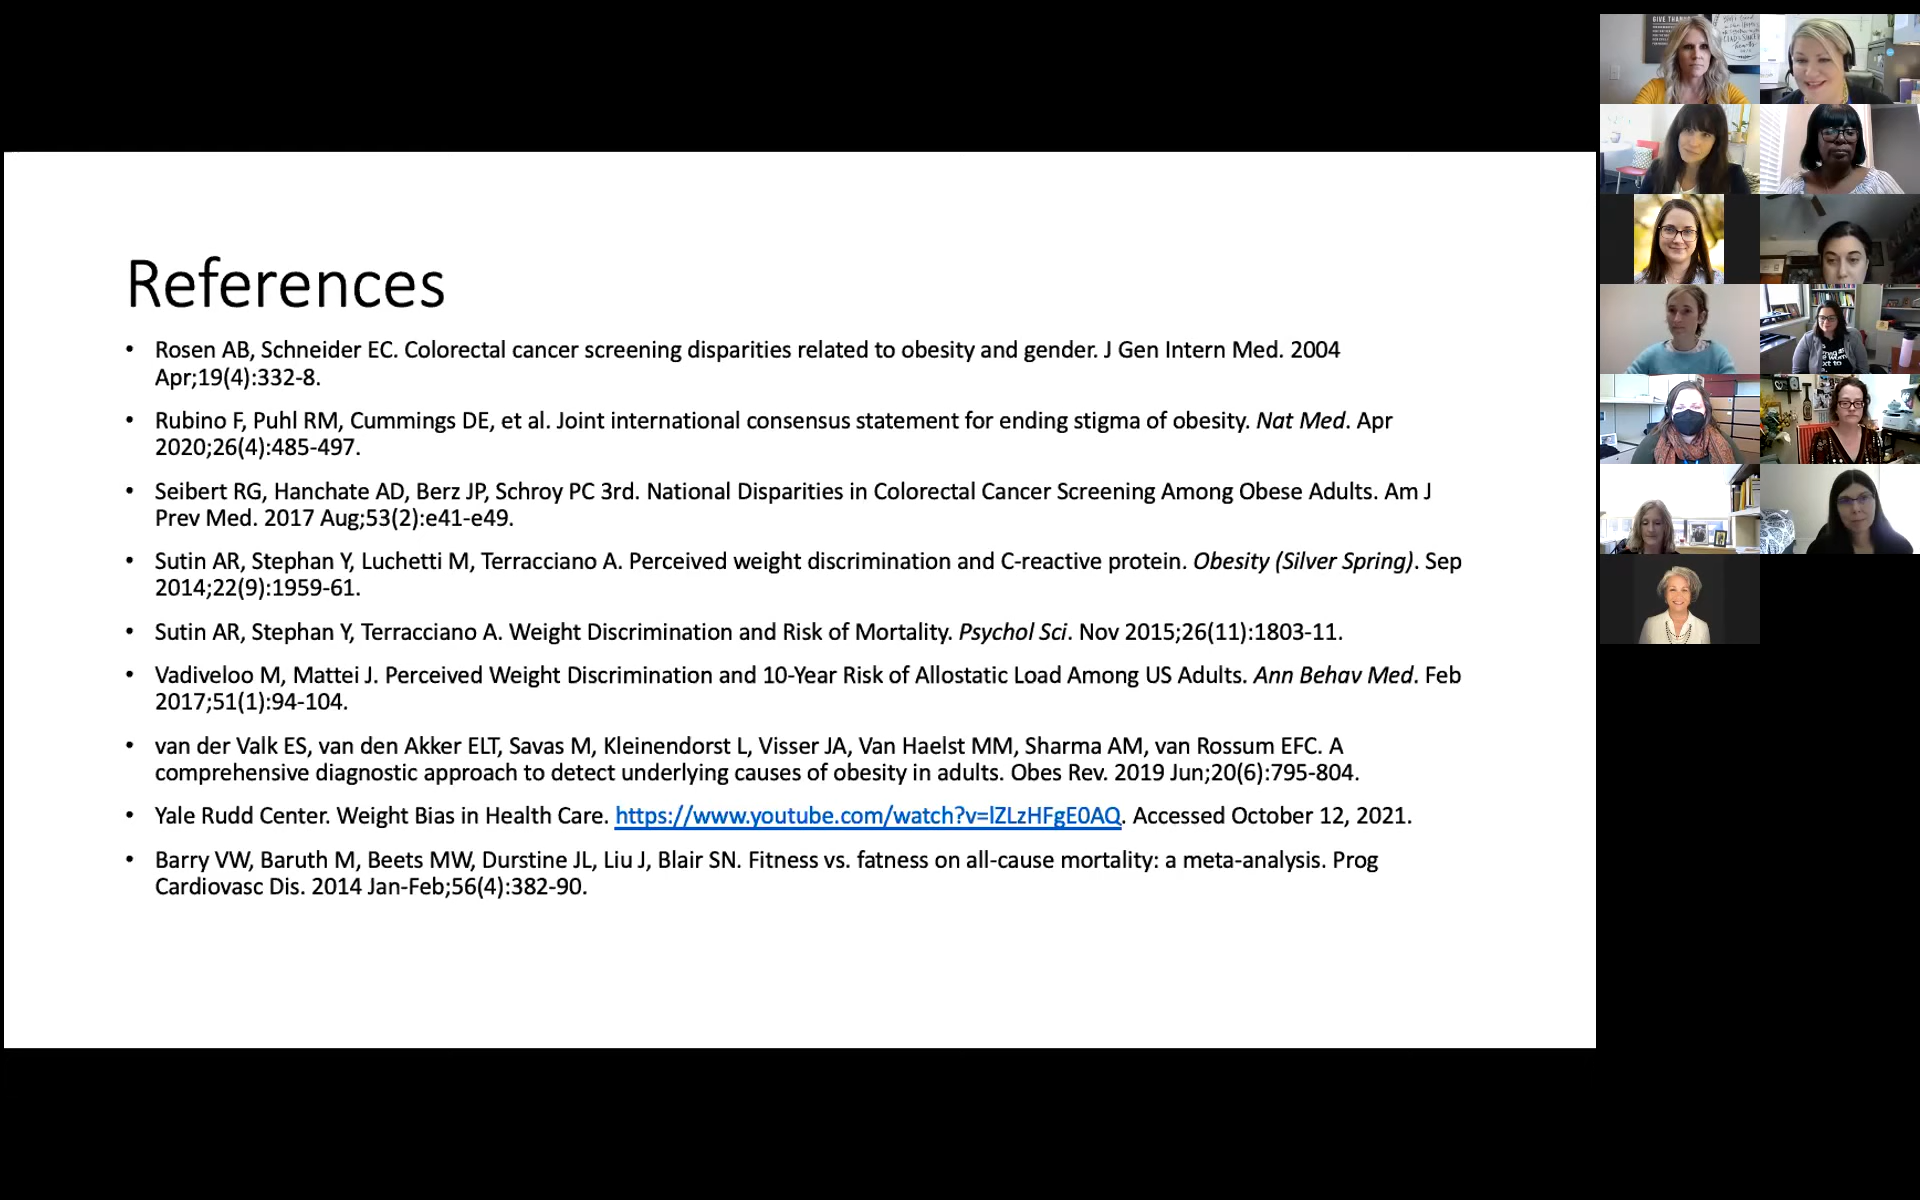 References
• Rosen AB, Schneider EC. Colorectal cancer screening disparities related to obesity and gender. J Gen Intern Med. 2004
Apr;19(4):332-8.
• Rubino F, Puhl RM, Cummings DE, et al. Joint international consensus statement for ending stigma of obesity. Nat Med. Apr
2020;26(4):485-497.
• Seibert RG, Hanchate AD, Berz JP, Schroy PC 3rd. National Disparities in Colorectal Cancer Screening Among Obese Adults. Am J
Prev Med. 2017 Aug;53(2):e41-e49.
• Sutin AR, Stephan Y, Luchetti M, Terracciano A. Perceived weight discrimination and C-reactive protein. Obesity (Silver Spring). Sep
2014;22(9):1959-61.
• Sutin AR, Stephan Y, Terracciano A. Weight Discrimination and Risk of Mortality. Psychol Sci. Nov 2015;26(11):1803-11.
• Vadiveloo M, Mattei J. Perceived Weight Discrimination and 10-Year Risk of Allostatic Load Among US Adults. Ann Behav Med. Feb
2017;51(1):94-104.
• van der Valk ES, van den Akker ELT, Savas M, Kleinendorst L, Visser JA, Van Haelst MM, Sharma AM, van Rossum EFC. A
comprehensive diagnostic approach to detect underlying causes of obesity in adults. Obes Rev. 2019 Jun;20(6):795-804.
• Yale Rudd Center. Weight Bias in Health Care. https://www.youtube.com/watch?v=lZLzHFgE0AQ. Accessed October 12, 2021.
• Barry VW, Baruth M, Beets MW, Durstine JL, Liu J, Blair SN. Fitness vs. fatness on all-cause mortality: a meta-analysis. Prog
Cardiovasc Dis. 2014 Jan-Feb;56(4):382-90.
GIVE